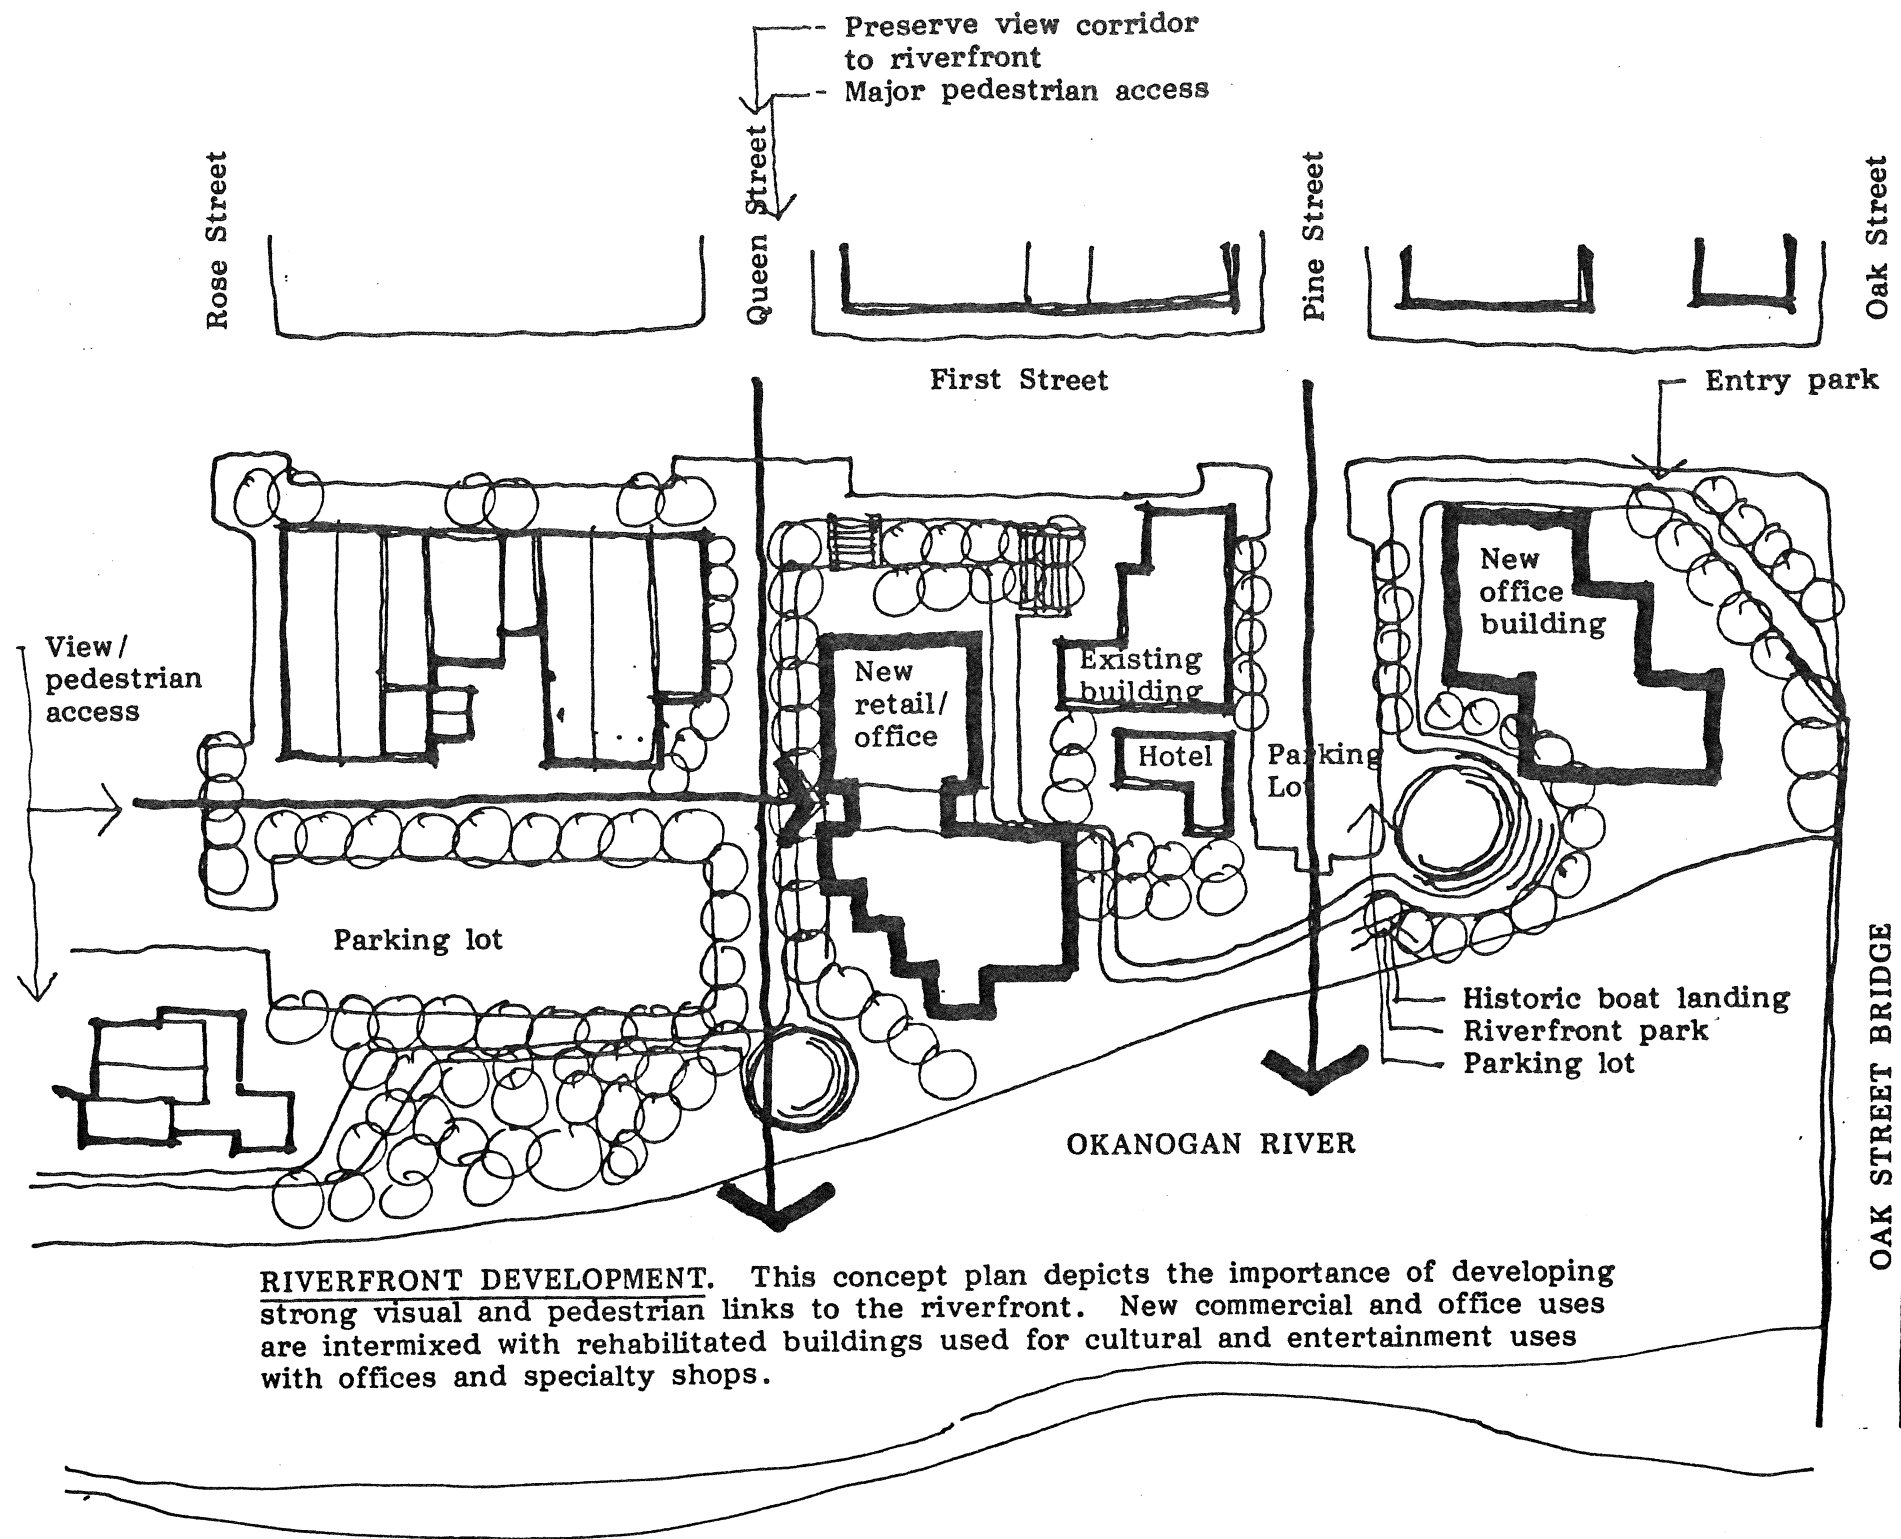 Preserve view corridor
to riverfront
Major pedestrian access
Rose Street
Queen Street
Pine Street
Oak Street
First Street
Entry park
New
office
building
View/
pedestrian
access
Existing
building
New
retail/
office
Hotel
Parking
Lot
Parking lot
Historic boat landing
Riverfront park
Parking lot
OKANOGAN RIVER
OAK STREET BRIDGE
RIVERFRONT DEVELOPMENT. This concept plan depicts the importance of developing
strong visual and pedestrian links to the riverfront. New commercial and office uses
are intermixed with rehabilitated buildings used for cultural and entertainment uses
with offices and specialty shops.